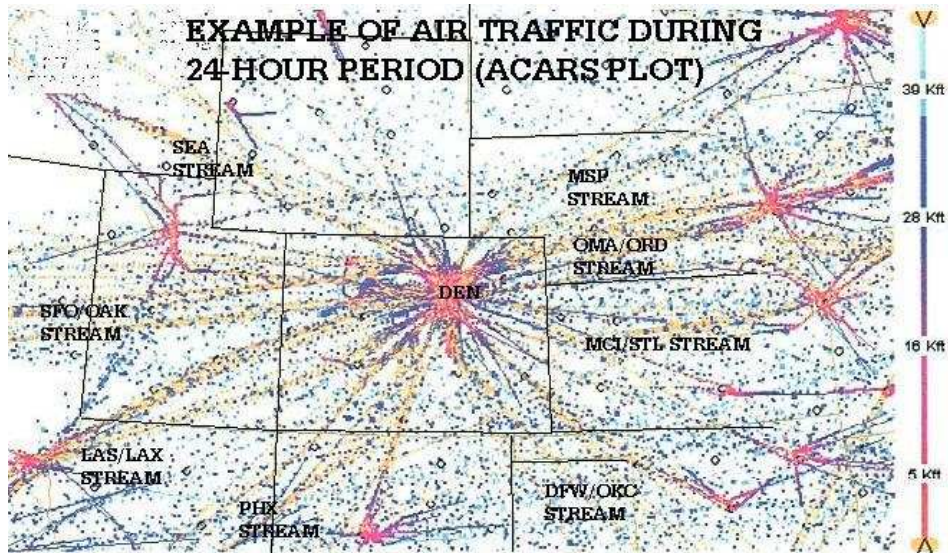 EXAMPLE OF AIR TRAFFIC DURING
24-HOUR PERIOD (ACARS PLOT)
39 Kft
SEA
STREAM
MSP
STREAM
28 Kft
OMA/ORD
STREAM
DEN
SFO/OAK
STREAM
MCI/STL STREAM
16 Kft
LAS/LAX
STREAM
5 Kft
PHX
STREAM
DFW/OKC
STREAM